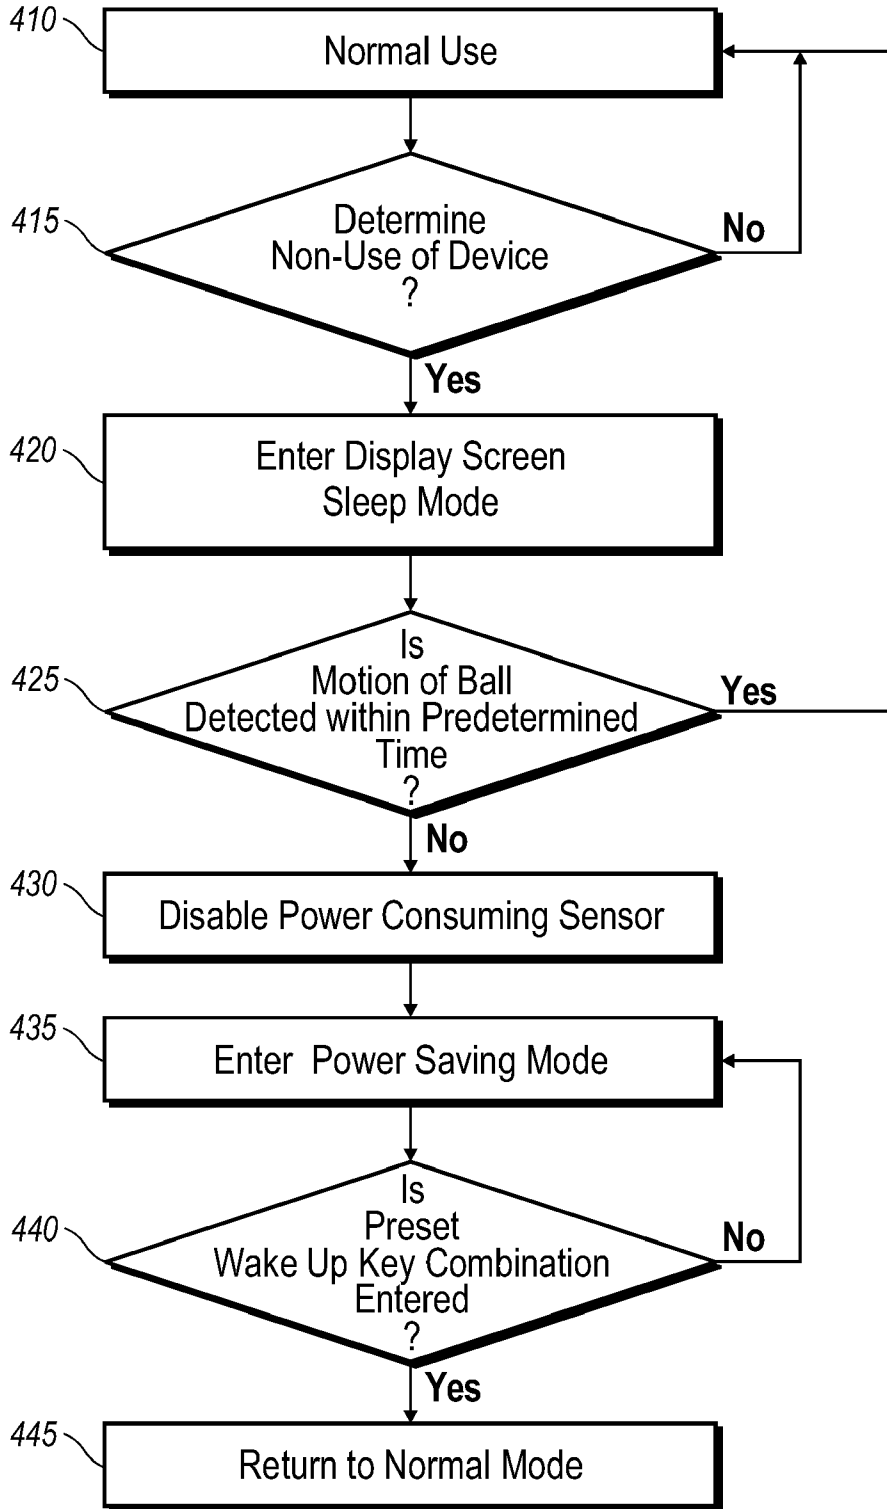 410
Normal Use
415
Determine
Non-Use of Device
?
No
Yes
420
Enter Display Screen
Sleep Mode
425
Is
Motion of Ball
Detected within Predetermined
Time
?
Yes
No
430
Disable Power Consuming Sensor
435
Enter Power Saving Mode
440
Is
Preset
Wake Up Key Combination
Entered
?
No
Yes
445
Return to Normal Mode